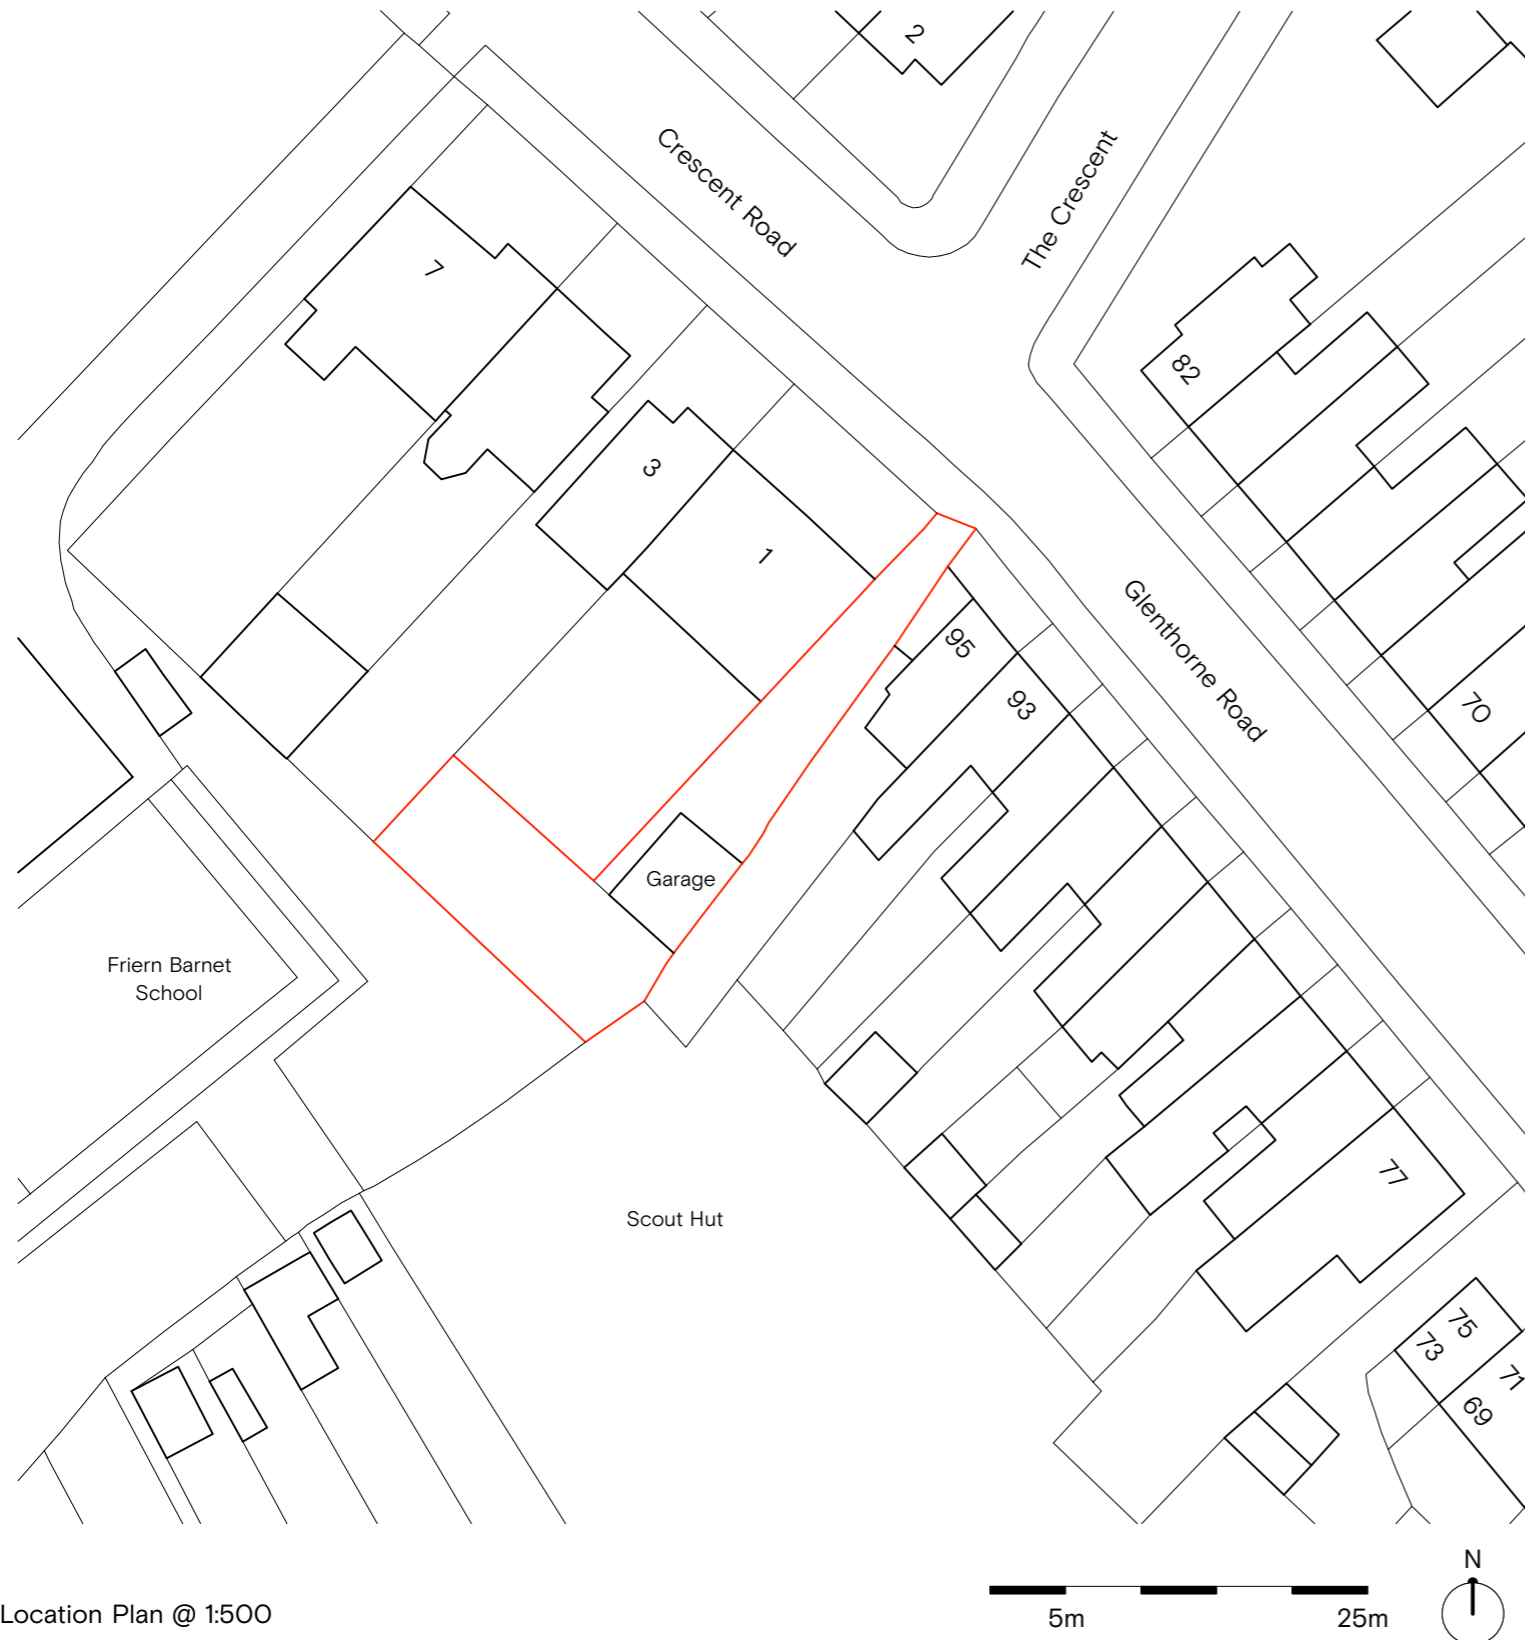 2
Crescent Road
The Crescent
7
82
3
1
Glenthorne Road
95
93
70
Garage
Friern Barnet
School
77
Scout Hut
75
73
71
69
N
5m
25m
Location Plan @ 1:500